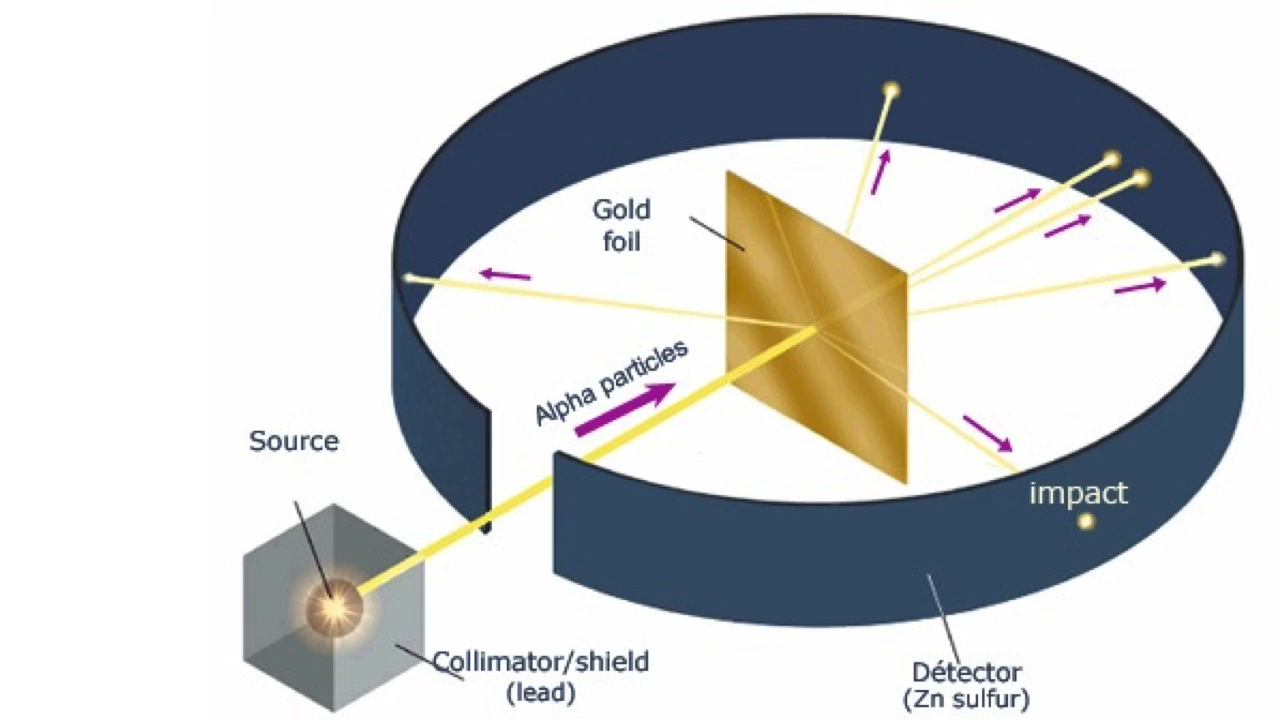 Gold
foil
Alpha particles
Source
impact
Collimator/shield
(lead)
Détector
(Zn sulfur)